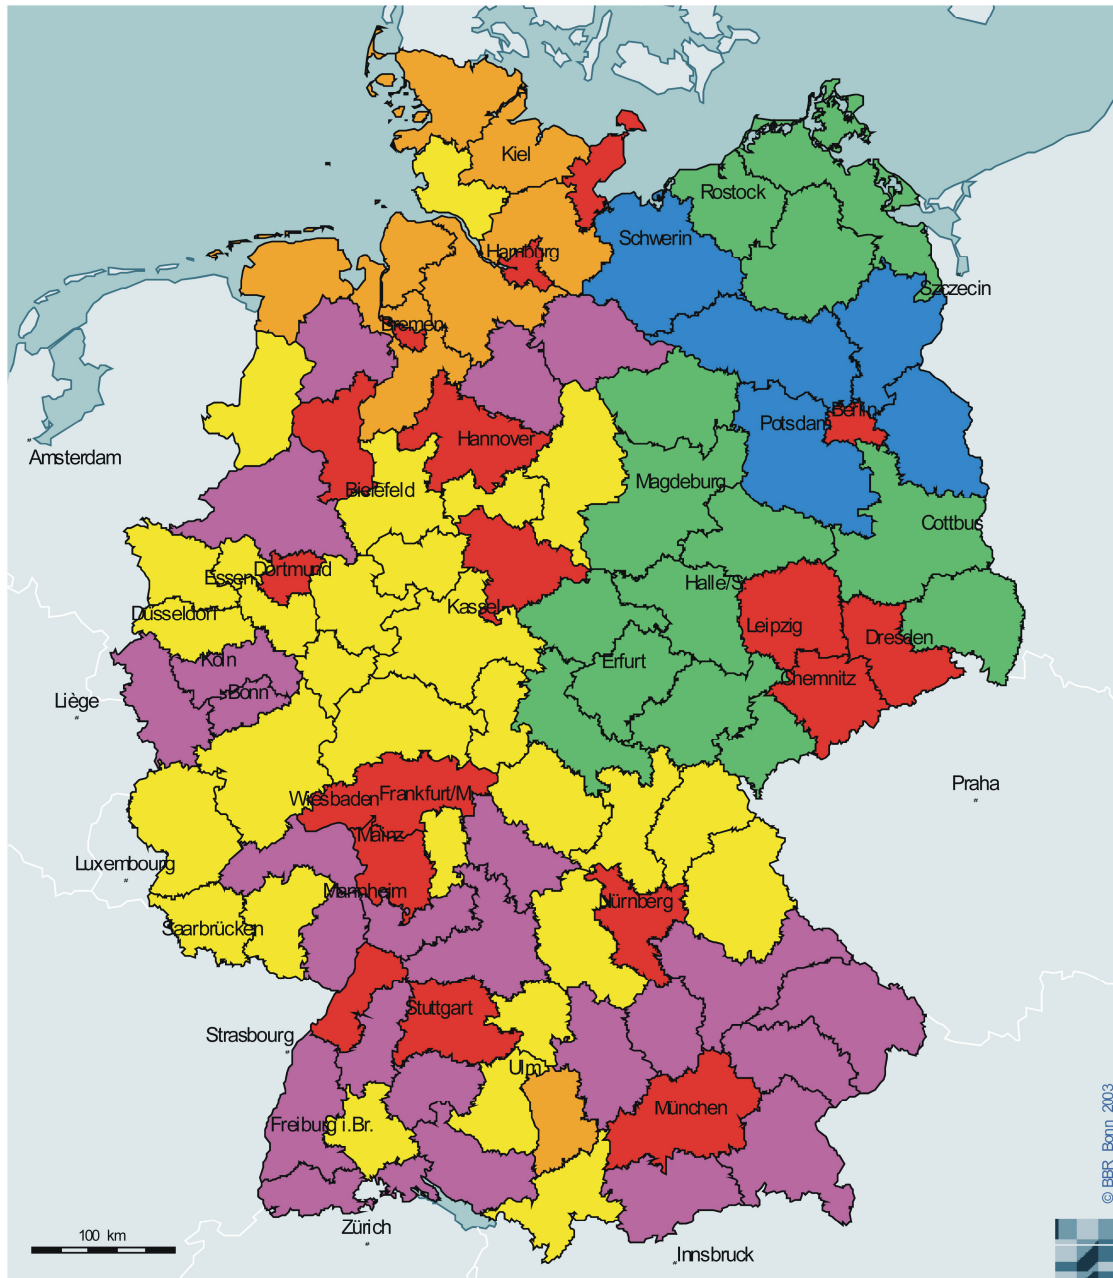 Kiel
Rostock
Schwerin
Hamburg
Szczecin
Bremen
Berlin
Potsdam
Hannover
Amsterdam
Magdeburg
Bielefeld
Cottbus
Dortmund
Essen
Halle/S.
Kassel
Düsseldorf
Leipzig
Dresden
Köln
Erfurt
Chemnitz
Bonn
Liège
Praha
Wiesbaden
Frankfurt/M.
Mainz
Luxembourg
Mannheim
Nürnberg
Saarbrücken
Stuttgart
Strasbourg
Ulm
München
Freiburg i.Br.
© BBR Bonn 2003
Zürich
100 km
Innsbruck